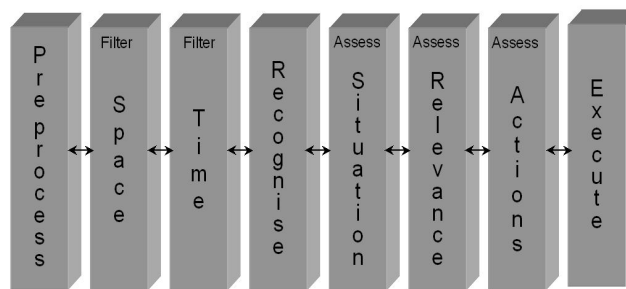 Preprocess
Filter
Space
Filter
Time
Recognise
Assess
Situation
Assess
Relevance
Assess
Actions
Execute